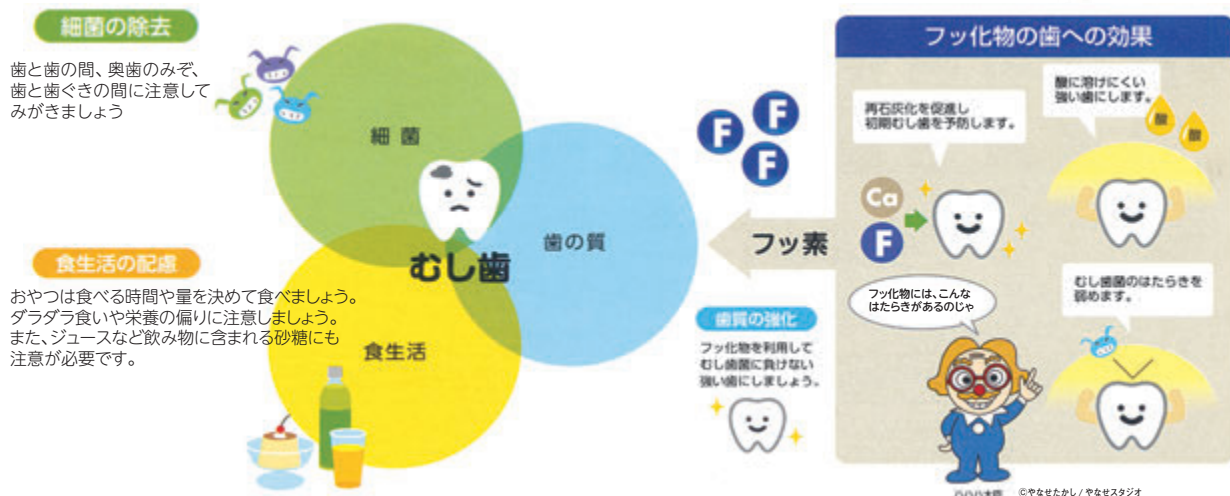 細菌の除去
歯と歯の間、奥歯のみぞ、
歯と歯ぐきの間に注意して
みがきましょう
細菌
歯の質
むし歯
食生活
食生活の配慮
おやつは食べる時間や量を決めて食べましょう。
ダラダラ食いや栄養の偏りに注意しましょう。
また、ジュースなど飲み物に含まれる砂糖にも
注意が必要です。
F
F
F
フッ素
歯質の強化
フッ化物を利用して
むし歯菌に負けない
強い歯にしましょう。
フッ化物の歯への効果
再石灰化を促進し
初期むし歯を予防します。
Ca
F
酸に溶けにくい
強い歯にします。
酸
酸
フッ化物には、こんな
はたらきがあるのじゃ
むし歯菌のはたらきを
弱めます。
©やなせたかし / やなせスタジオ